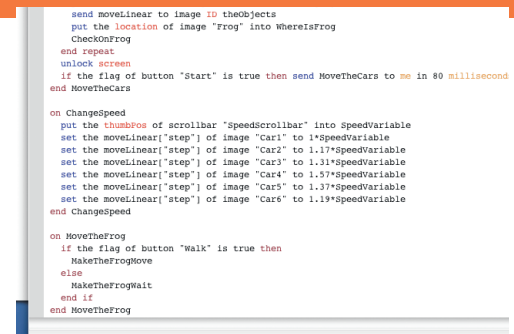 send moveLinear to image ID theObjects
put the location of image "Frog" into WhereIsFrog
CheckOnFrog
end repeat
unlock screen
if the flag of button "Start" is true then send MoveTheCars to me in 80 milliseconds
end MoveTheCars
on ChangeSpeed
put the thumbPos of scrollbar "SpeedScrollbar" into SpeedVariable
set the moveLinear["step"] of image "Car1" to 1*SpeedVariable
set the moveLinear["step"] of image "Car2" to 1.17*SpeedVariable
set the moveLinear["step"] of image "Car3" to 1.31*SpeedVariable
set the moveLinear["step"] of image "Car4" to 1.57*SpeedVariable
set the moveLinear["step"] of image "Car5" to 1.37*SpeedVariable
set the moveLinear["step"] of image "Car6" to 1.19*SpeedVariable
end ChangeSpeed
on MoveTheFrog
if the flag of button "Walk" is true then
MakeTheFrogMove
else
MakeTheFrogWait
end if
end MoveTheFrog